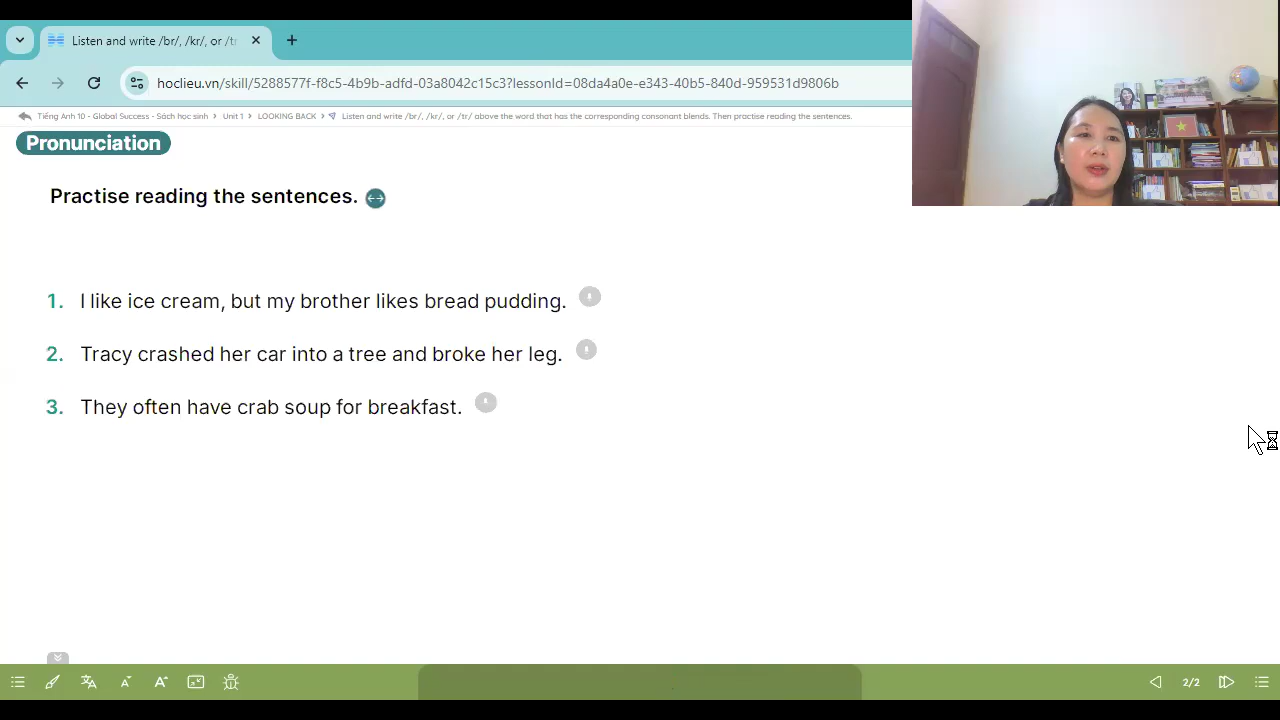 Listen and write /br/, /kr/, or /tr
hoclieu.vn/skill/5288577f-f8c5-4b9b-adfd-03a8042c15c3?lessonId=08da4a0e-e343-40b5-840d-959531d9806b
Tiếng Anh 10 - Global Success - Sách học sinh > Unit 1 > LOOKING BACK > Listen and write /br/, /kr/, or /tr/ above the word that has the corresponding consonant blends. Then practise reading the sentences.
Pronunciation
Practise reading the sentences.
1. I like ice cream, but my brother likes bread pudding.
2. Tracy crashed her car into a tree and broke her leg.
3. They often have crab soup for breakfast.
2/2